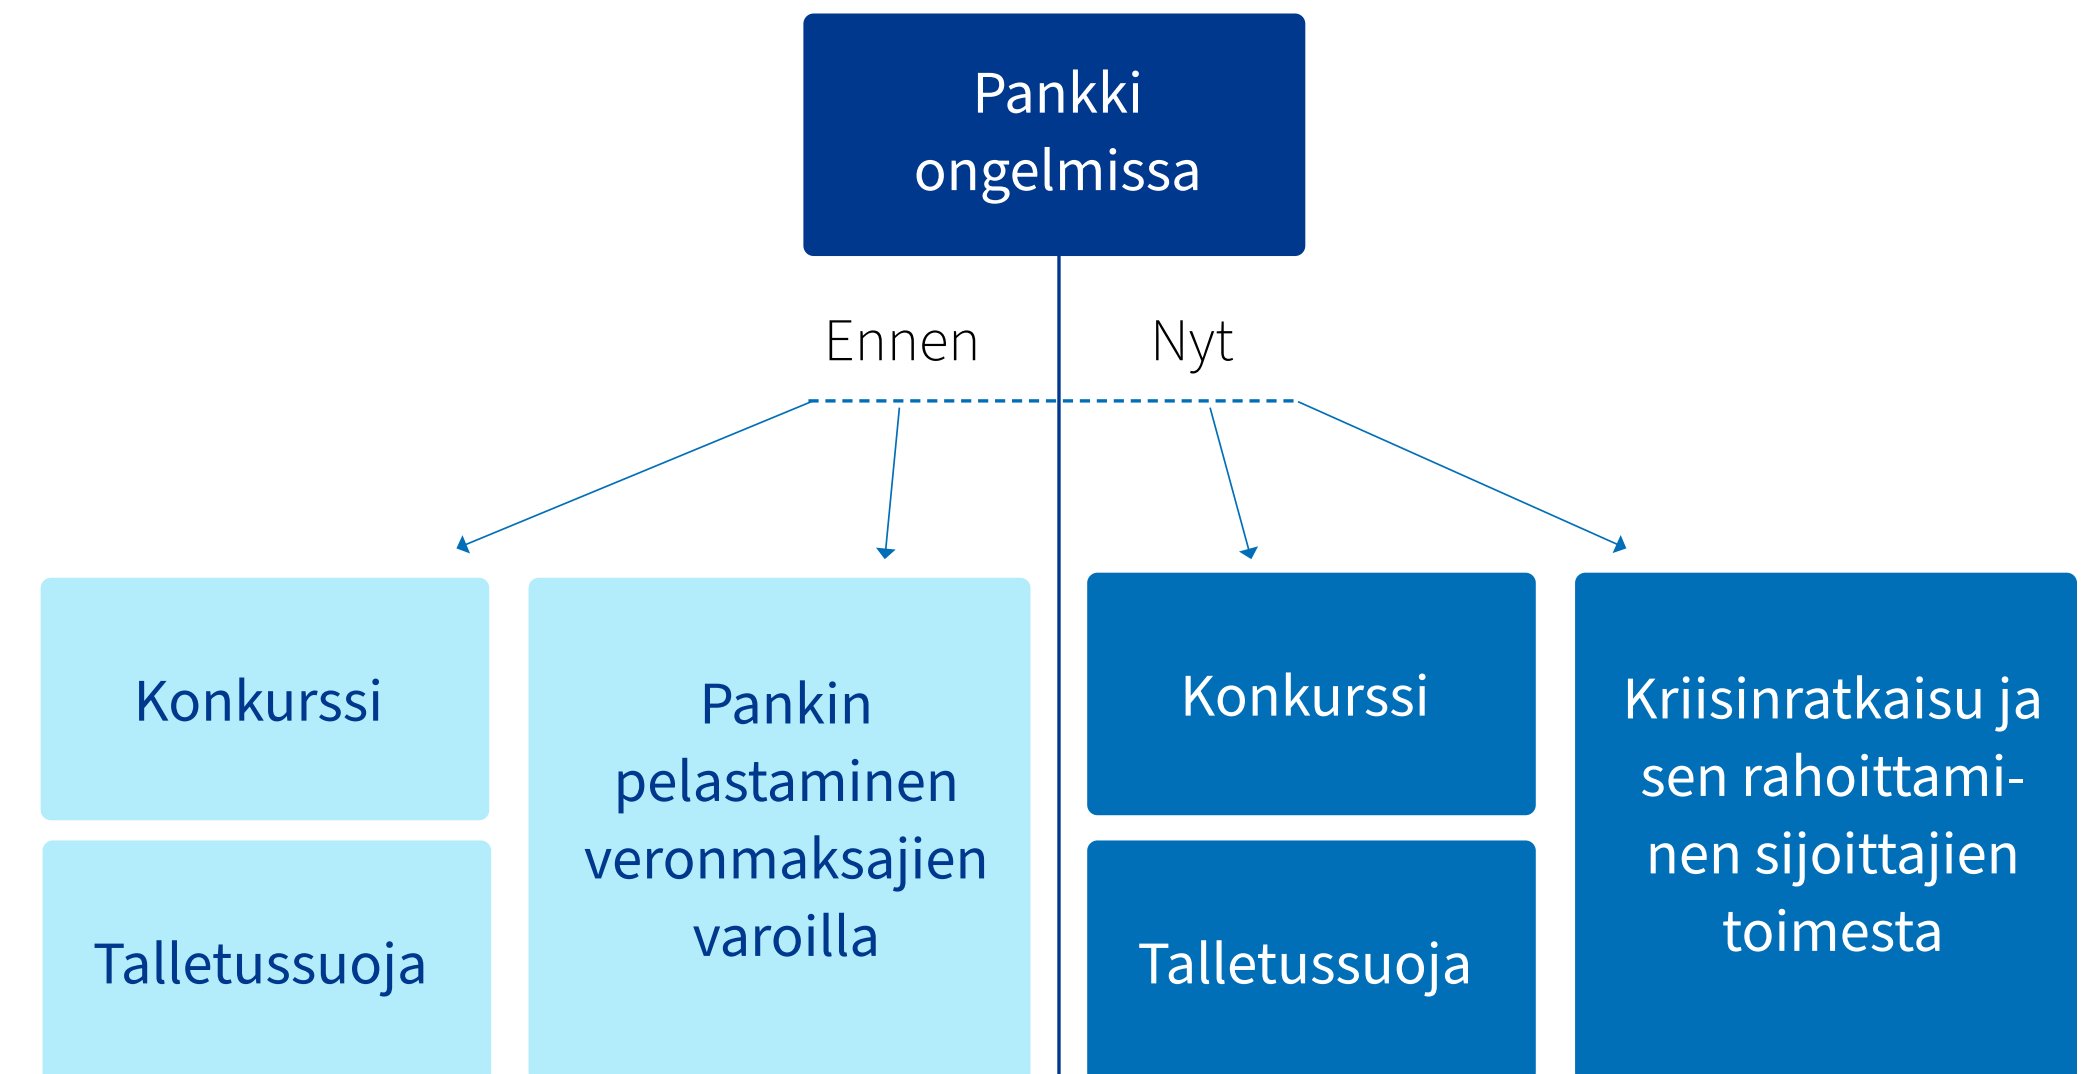 Pankki
ongelmissa
Ennen
Nyt
Konkurssi
Talletussuoja
Pankin
pelastaminen
veronmaksajien
varoilla
Konkurssi
Talletussuoja
Kriisinratkaisu ja
sen rahoittami-
nen sijoittajien
toimesta